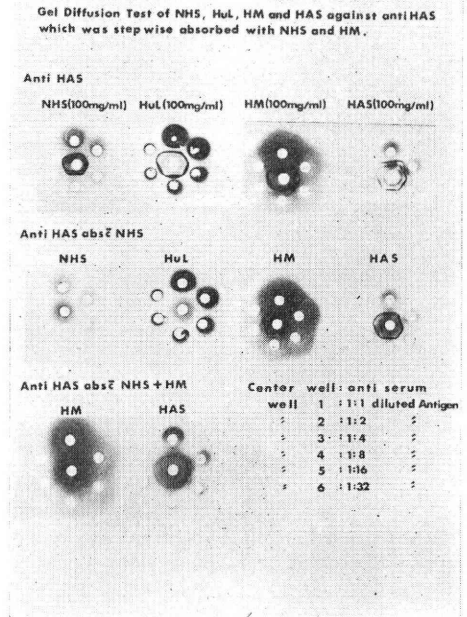 Gel Diffusion Test of NHS, HuL, HM and HAS against anti HAS
which was step wise absorbed with NHS and HM.
Anti HAS
NHS(100mg/ml) HuL(100mg/ml) HM(100mg/ml) HAS(100mg/ml)
Anti HAS absc̄ NHS
NHS HuL HM HAS
Anti HAS absc̄ NHS + HM
HM HAS
Center well : anti serum
well 1 : 1:1 diluted Antigen
〃 2 : 1:2 〃
〃 3 : 1:4 〃
〃 4 : 1:8 〃
〃 5 : 1:16 〃
〃 6 : 1:32 〃